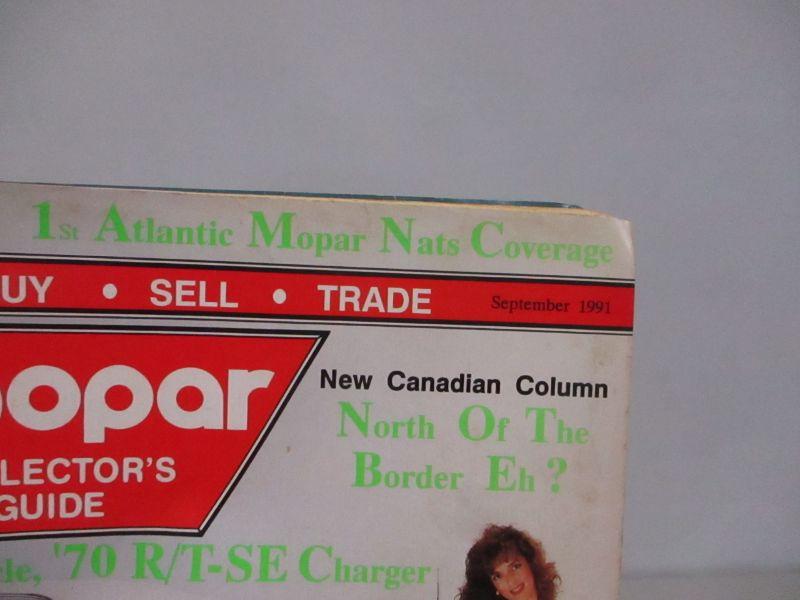 1St Atlantic Mopar Nats Coverage
UY • SELL • TRADE September 1991
New Canadian Column
opar
North Of The
LECTOR'S
Border Eh ?
GUIDE
le, '70 R/T-SE Charger